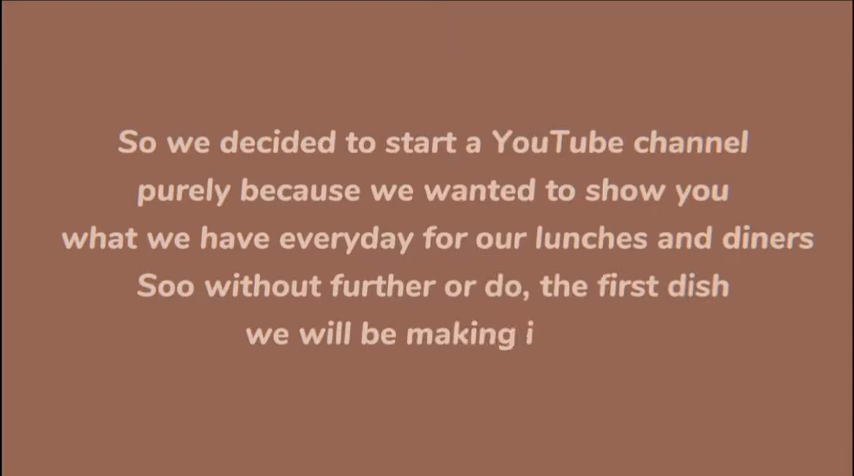 So we decided to start a YouTube channel
purely because we wanted to show you
what we have everyday for our lunches and diners
Soo without further or do, the first dish
we will be making i